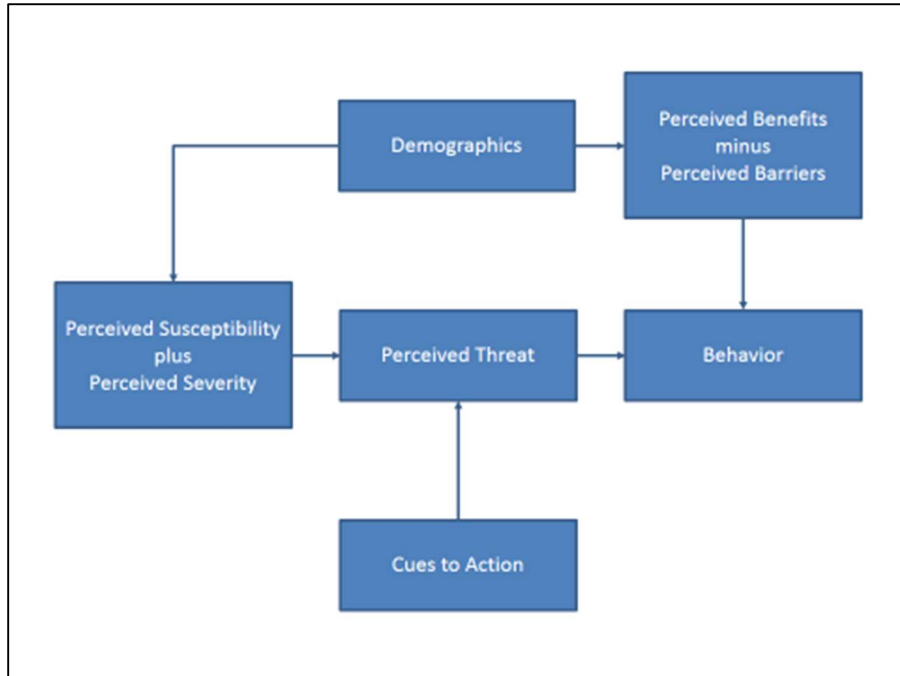 Demographics
Perceived Benefits
minus
Perceived Barriers
Perceived Susceptibility
plus
Perceived Severity
Perceived Threat
Behavior
Cues to Action